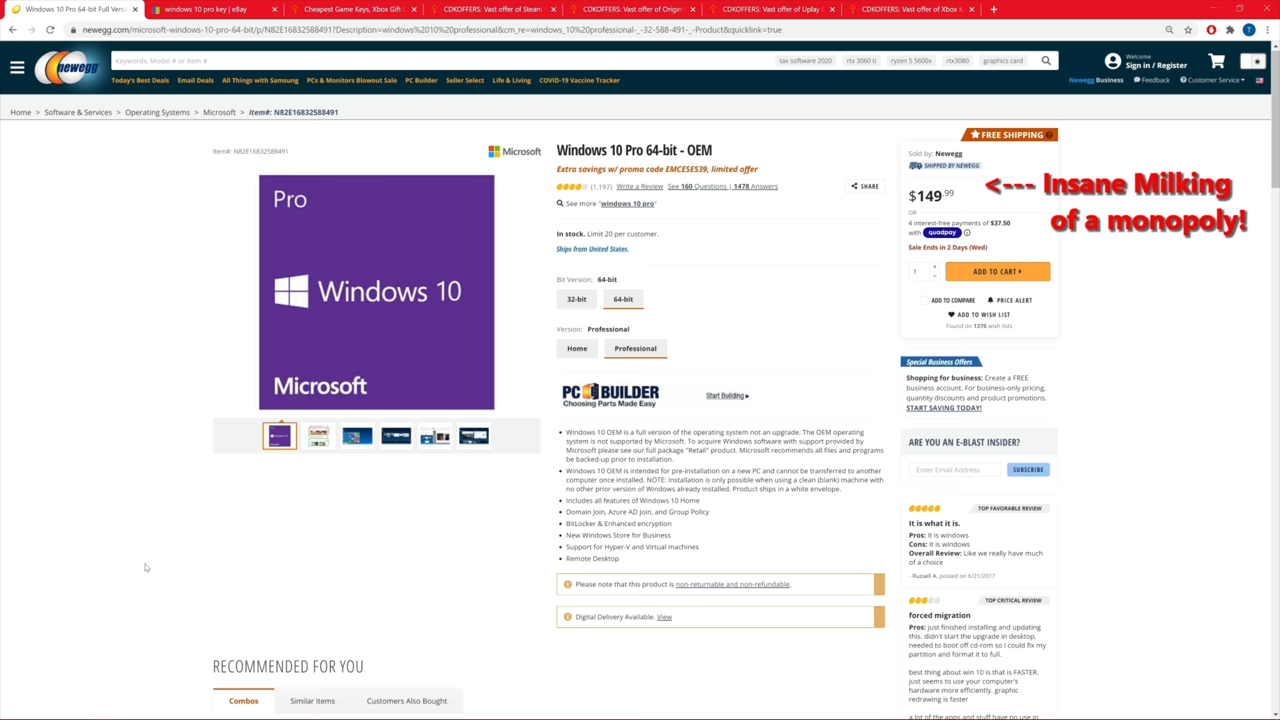 Windows 10 Pro 64-bit Full Vers
windows 10 pro key | eBay
Cheapest Game Keys, Xbox Gift C
CDKOFFERS: Vast offer of Steam
CDKOFFERS: Vast offer of Origin
CDKOFFERS: Vast offer of Uplay
CDKOFFERS: Vast offer of Xbox
newegg.com/microsoft-windows-10-pro-64-bit/p/N82E16832588491?Description=windows%2010%20professional&cm_re=windows_10%20professional-_-32-588-491-_-Product&quicklink=true
T
newegg
Keywords, Model # or Item #
tax software 2020
rtx 3060 ti
ryzen 5 5600x
rtx3080
graphics card
Welcome
Sign in / Register
Today's Best Deals
Email Deals
All Things with Samsung
PCs & Monitors Blowout Sale
PC Builder
Seller Select
Life & Living
COVID-19 Vaccine Tracker
Newegg Business
Feedback
Customer Service
Home
Software & Services
Operating Systems
Microsoft
Item#: N82E16832588491
Item#: N82E16832588491
Microsoft
Pro
Windows 10
Microsoft
Windows 10 Pro 64-bit - OEM
Extra savings w/ promo code EMCESES39, limited offer
(1,197) Write a Review See 160 Questions | 1478 Answers
SHARE
See more "windows 10 pro"
In stock. Limit 20 per customer.
Ships from United States.
Bit Version: 64-bit
32-bit
64-bit
Version: Professional
Home
Professional
PC BUILDER
Choosing Parts Made Easy
Start Building
• Windows 10 OEM is a full version of the operating system not an upgrade. The OEM operating
system is not supported by Microsoft. To acquire Windows software with support provided by
Microsoft please see our full package "Retail" product. Microsoft recommends all files and programs
be backed-up prior to installation.
• Windows 10 OEM is intended for pre-installation on a new PC and cannot be transferred to another
computer once installed. NOTE: Installation is only possible when using a clean (blank) machine with
no other prior version of Windows already installed. Product ships in a white envelope.
• Includes all features of Windows 10 Home
• Domain Join, Azure AD Join, and Group Policy
• BitLocker & Enhanced encryption
• New Windows Store for Business
• Support for Hyper-V and Virtual machines
• Remote Desktop
Please note that this product is non-returnable and non-refundable.
Digital Delivery Available. View
FREE SHIPPING
Sold by: Newegg
SHIPPED BY NEWEGG
$149.99
OR
4 interest-free payments of $37.50
with quadpay
Sale Ends in 2 Days (Wed)
1
ADD TO CART
ADD TO COMPARE
PRICE ALERT
ADD TO WISH LIST
Found on 1376 wish lists
<--- Insane Milking
of a monopoly!
Special Business Offers
Shopping for business: Create a FREE
business account. For business-only pricing,
quantity discounts and product promotions.
START SAVING TODAY!
ARE YOU AN E-BLAST INSIDER?
Enter Email Address
SUBSCRIBE
TOP FAVORABLE REVIEW
It is what it is.
Pros: It is windows
Cons: It is windows
Overall Review: Like we really have much
of a choice
- Russell A. posted on 6/21/2017
TOP CRITICAL REVIEW
forced migration
Pros: just finished installing and updating
this. didn't start the upgrade in desktop,
needed to boot off cd-rom so I could fix my
partition and format it to full.
best thing about win 10 is that is FASTER.
just seems to use your computer's
hardware more efficiently. graphic
redrawing is faster
a lot of the apps and stuff have no use in
RECOMMENDED FOR YOU
Combos
Similar Items
Customers Also Bought